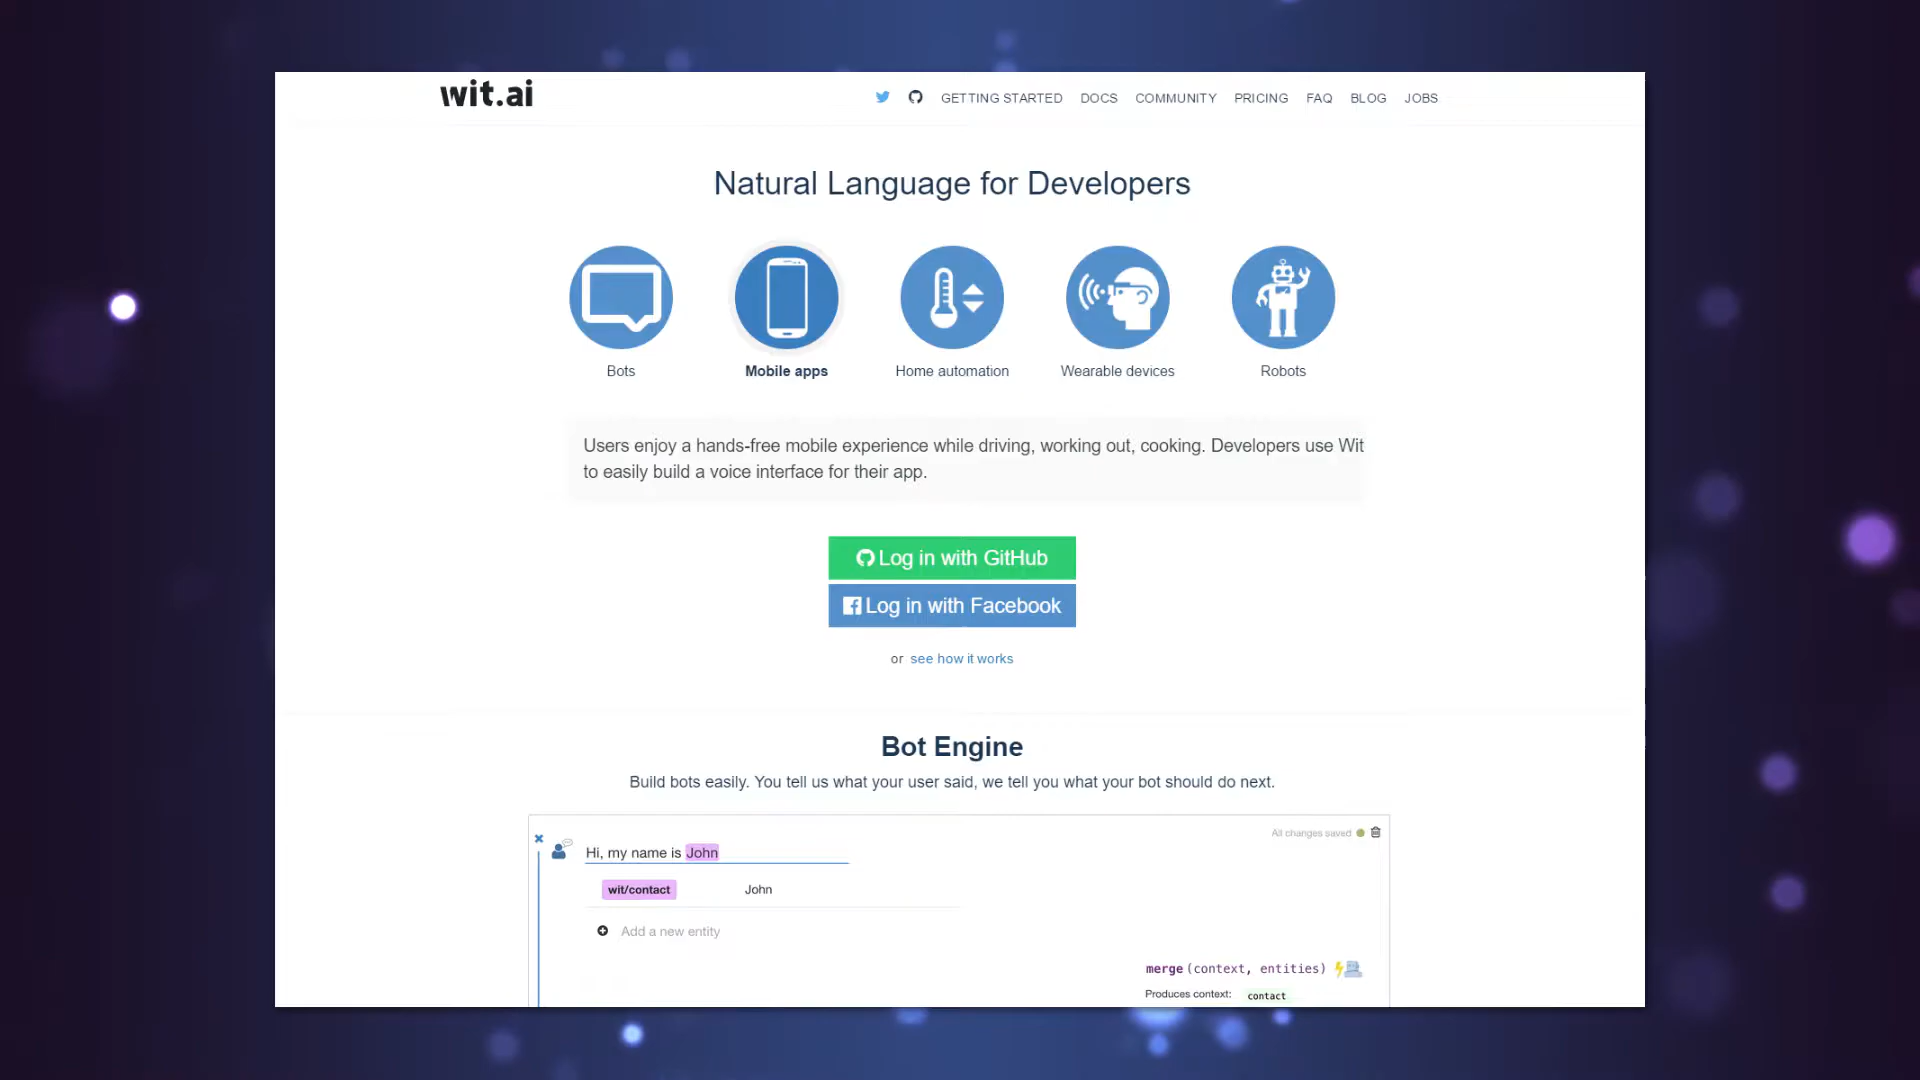 wit.ai
GETTING STARTED DOCS COMMUNITY PRICING FAQ BLOG JOBS
Natural Language for Developers
Bots
Mobile apps
Home automation
Wearable devices
Robots
Users enjoy a hands-free mobile experience while driving, working out, cooking. Developers use Wit
to easily build a voice interface for their app.
Log in with GitHub
Log in with Facebook
or see how it works
Bot Engine
Build bots easily. You tell us what your user said, we tell you what your bot should do next.
All changes saved
Hi, my name is John
wit/contact John
Add a new entity
merge(context, entities)
Produces context: contact